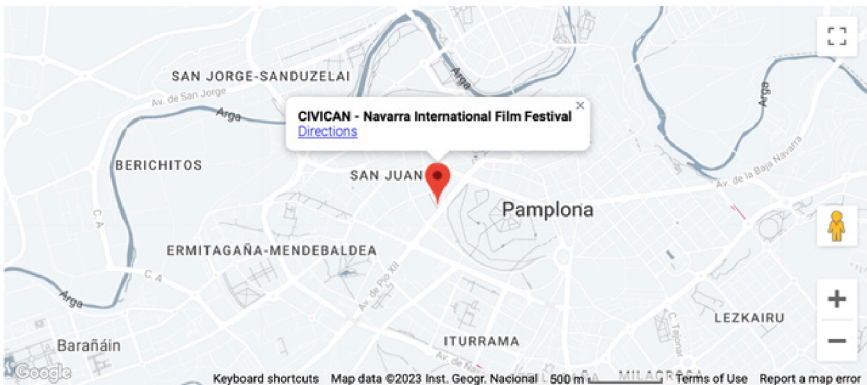 SAN JORGE-SANDUZELAI
Av. de San Jorge
Arga
Arga
CIVICAN - Navarra International Film Festival
Directions
BERICHITOS
SAN JUAN
Av. de la Baja Navarra
Pamplona
C. A
ERMITAGAÑA-MENDEBALDEA
C. A
Av. de Pío XII
Arga
LEZKAIRU
C. Tajonar
Barañáin
ITURRAMA
Google
Keyboard shortcuts
Map data ©2023 Inst. Geogr. Nacional
500 m
MILAGROSA
Terms of Use
Report a map error